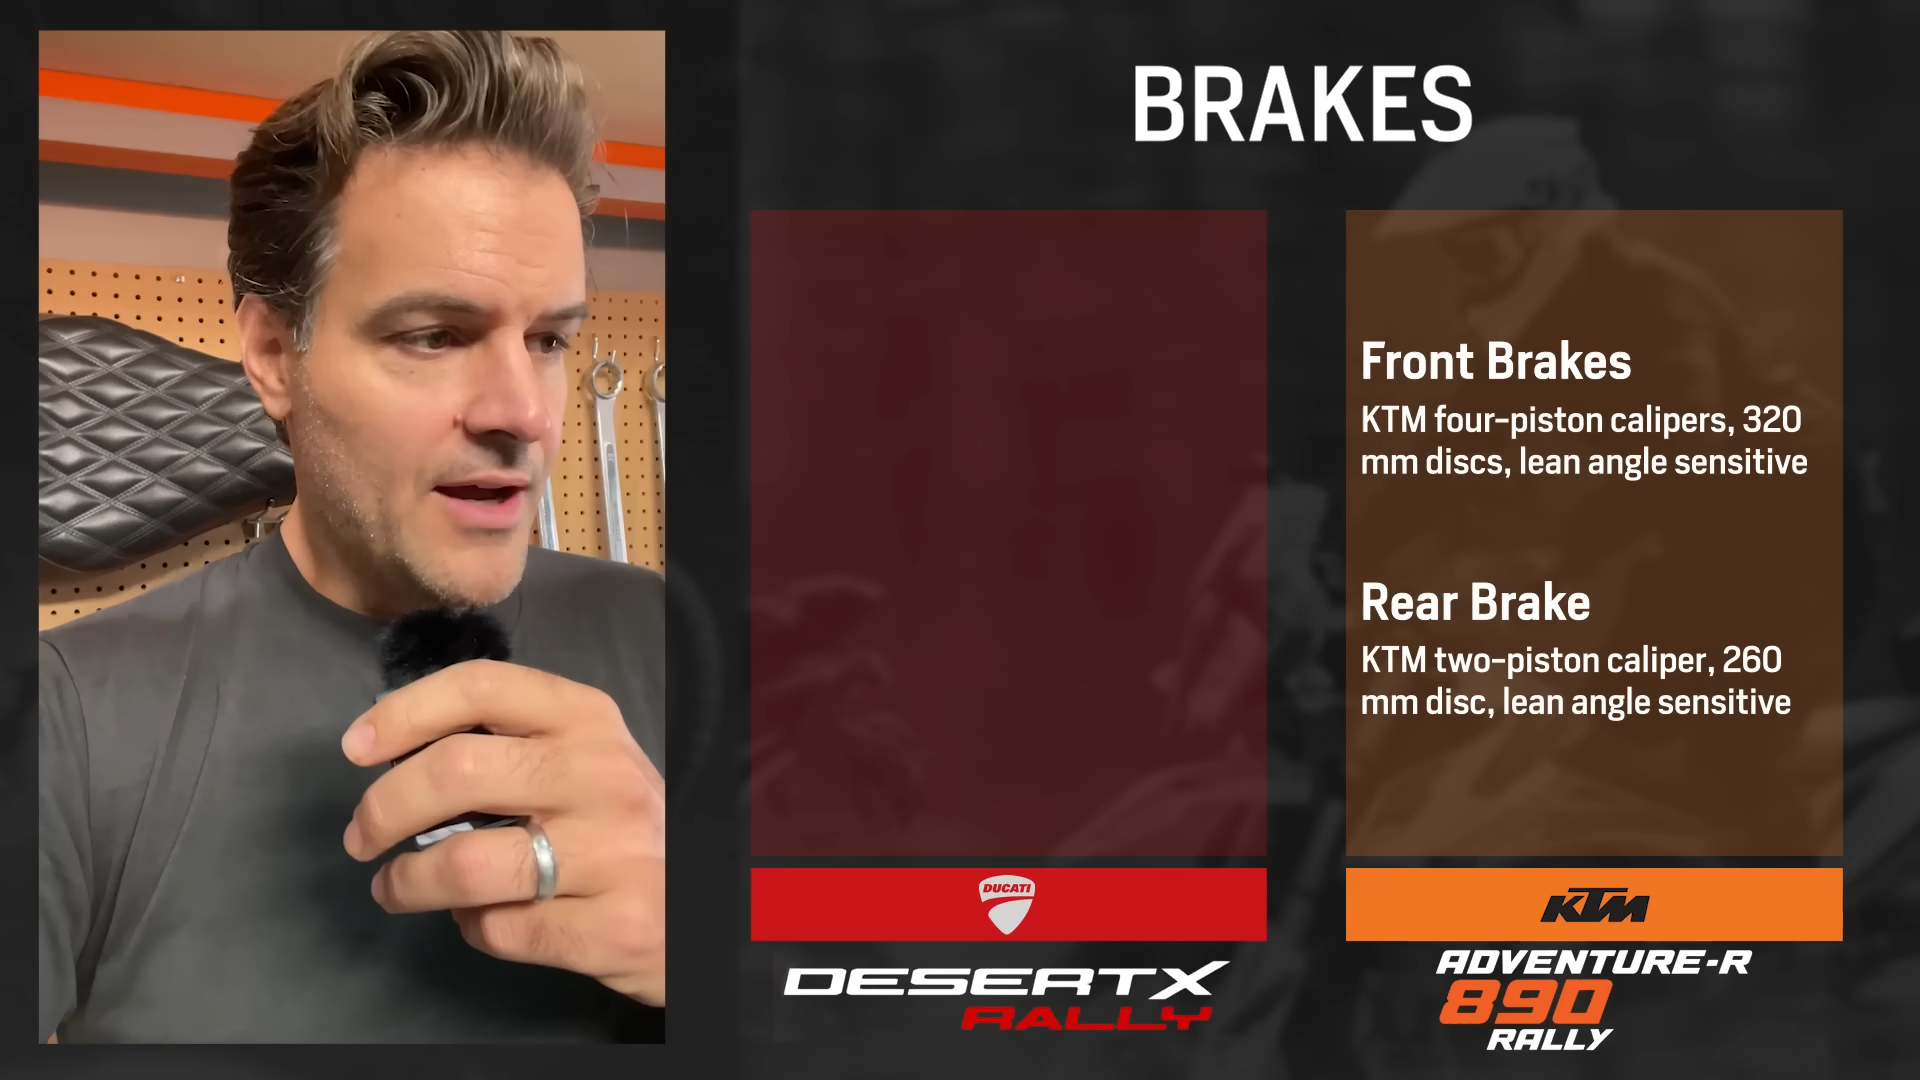 BRAKES
Front Brakes
KTM four-piston calipers, 320
mm discs, lean angle sensitive
Rear Brake
KTM two-piston caliper, 260
mm disc, lean angle sensitive
DUCATI
KTM
DESERTX
RALLY
ADVENTURE-R
890
RALLY